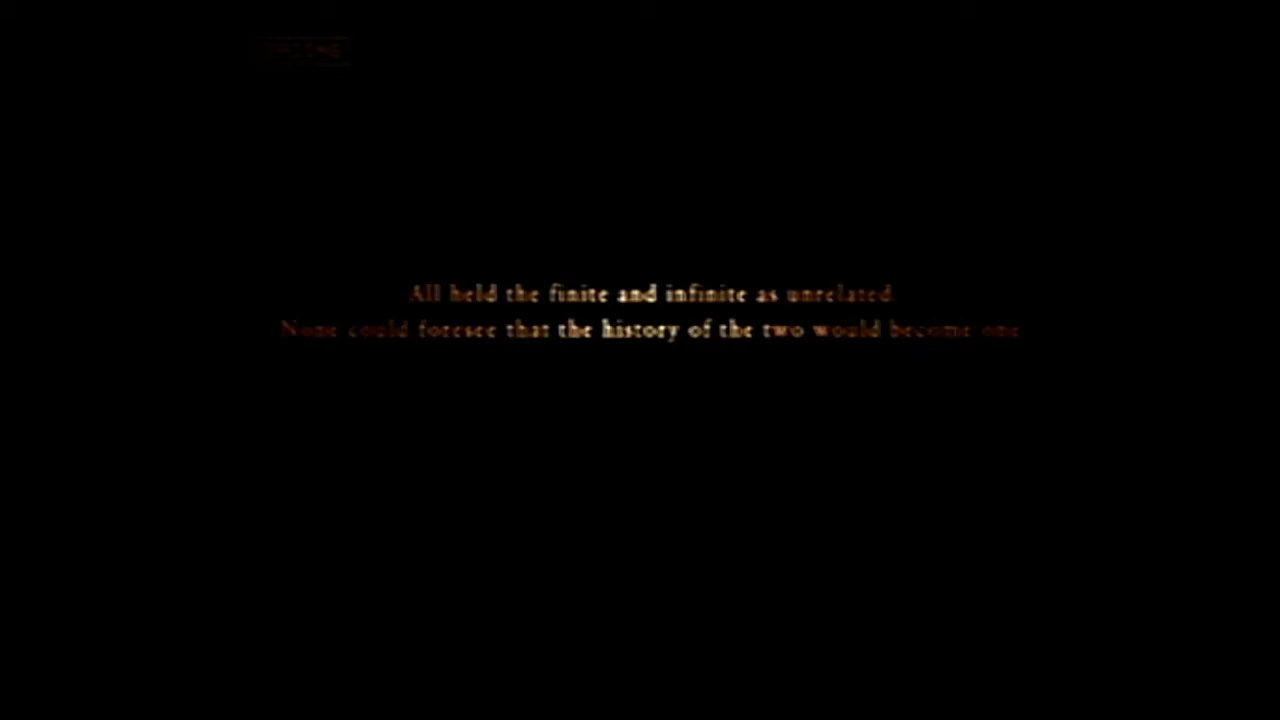 All held the finite and infinite as unrelated
None could foresee that the history of the two would become one